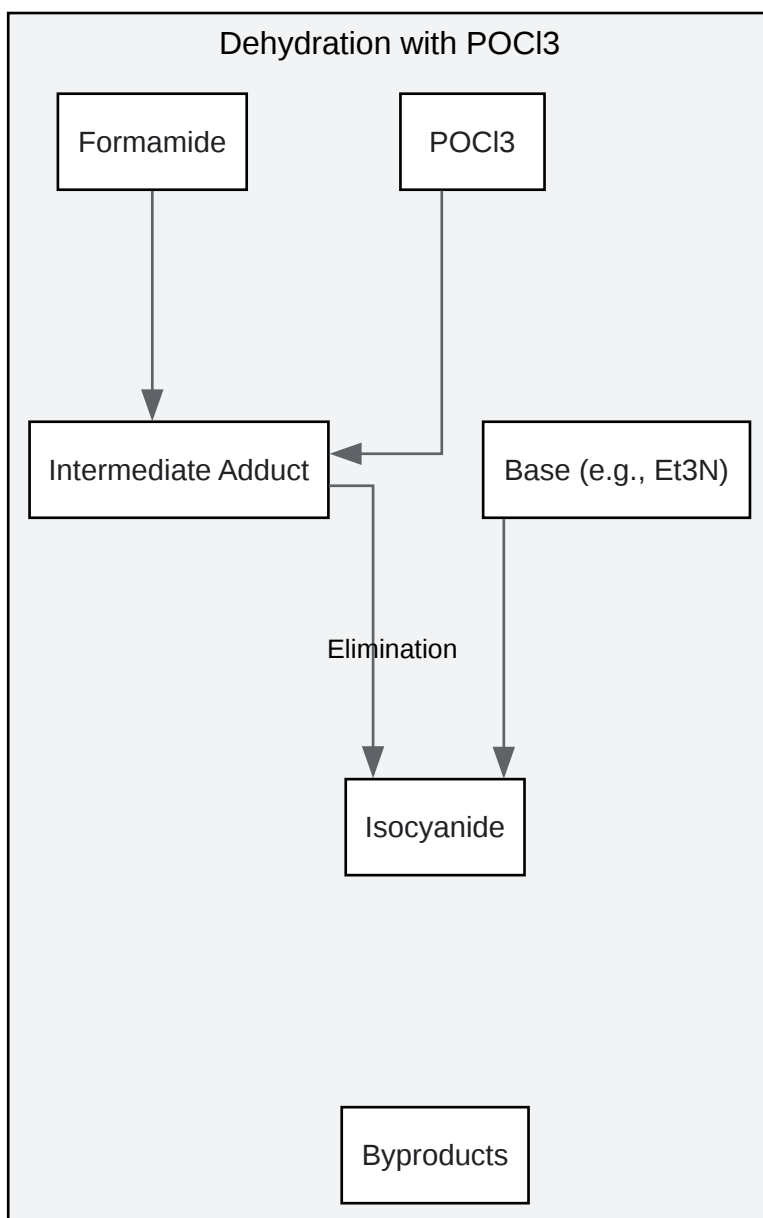 Dehydration with POCl3
Formamide
POCl3
Intermediate Adduct
Base (e.g., Et3N)
Elimination
Isocyanide
Byproducts